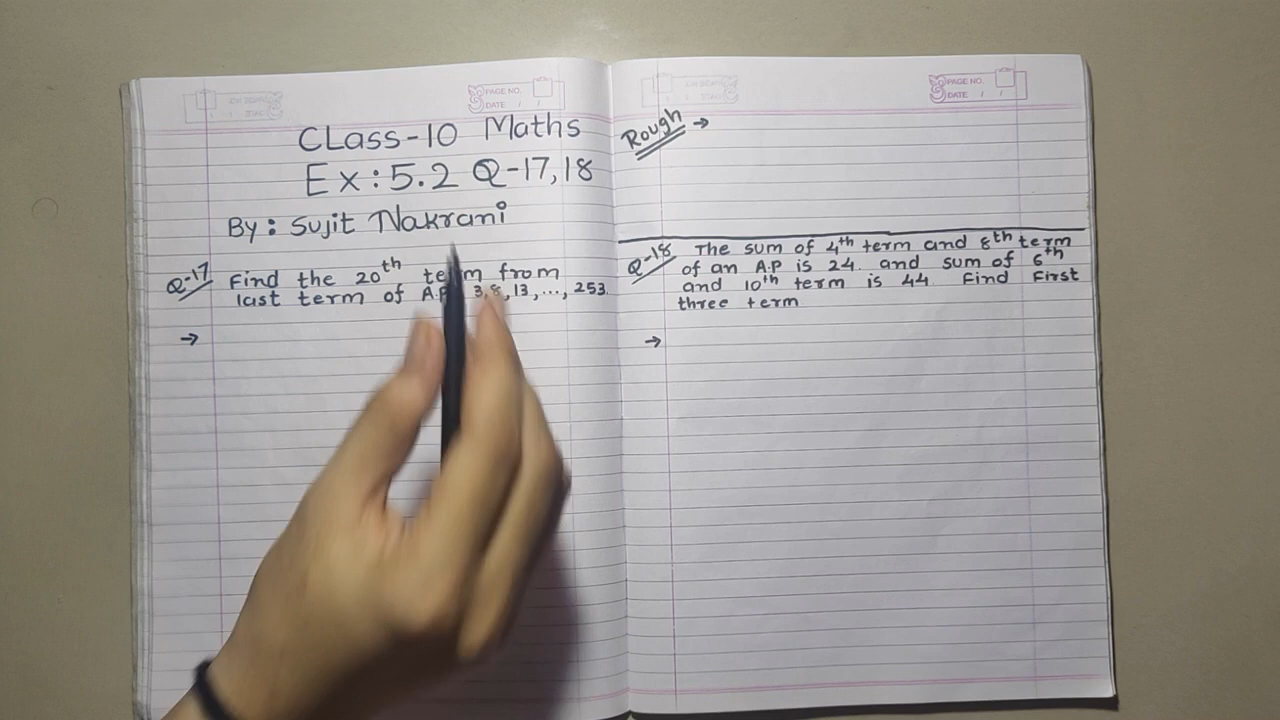 PAGE NO.
DATE / /
CLass-10 Maths
Ex:5.2 Q-17,18
By: Sujit Nakrani
Q-17 Find the 20th term from
last term of A.P 3,8,13,...,253.
→
PAGE NO.
DATE / /
Rough →
Q-18 The sum of 4th term and 8th term
of an A.P is 24. and sum of 6th
and 10th term is 44. Find First
three term
→